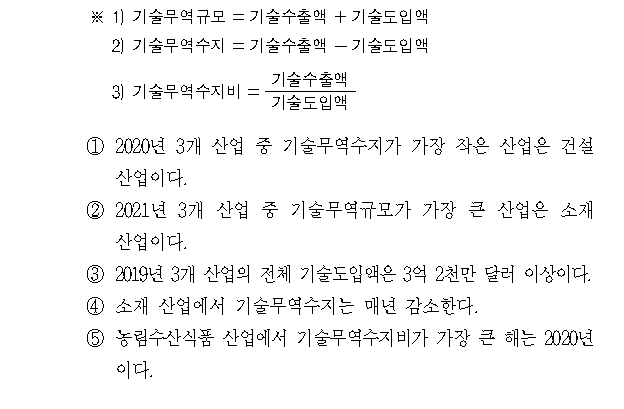 ※ 1) 기술무역규모 = 기술수출액 + 기술도입액
2) 기술무역수지 = 기술수출액 - 기술도입액
3) 기술무역수지비 = 기술수출액
기술도입액
① 2020년 3개 산업 중 기술무역수지가 가장 작은 산업은 건설
산업이다.
② 2021년 3개 산업 중 기술무역규모가 가장 큰 산업은 소재
산업이다.
③ 2019년 3개 산업의 전체 기술도입액은 3억 2천만 달러 이상이다.
④ 소재 산업에서 기술무역수지는 매년 감소한다.
⑤ 농림수산식품 산업에서 기술무역수지비가 가장 큰 해는 2020년
이다.